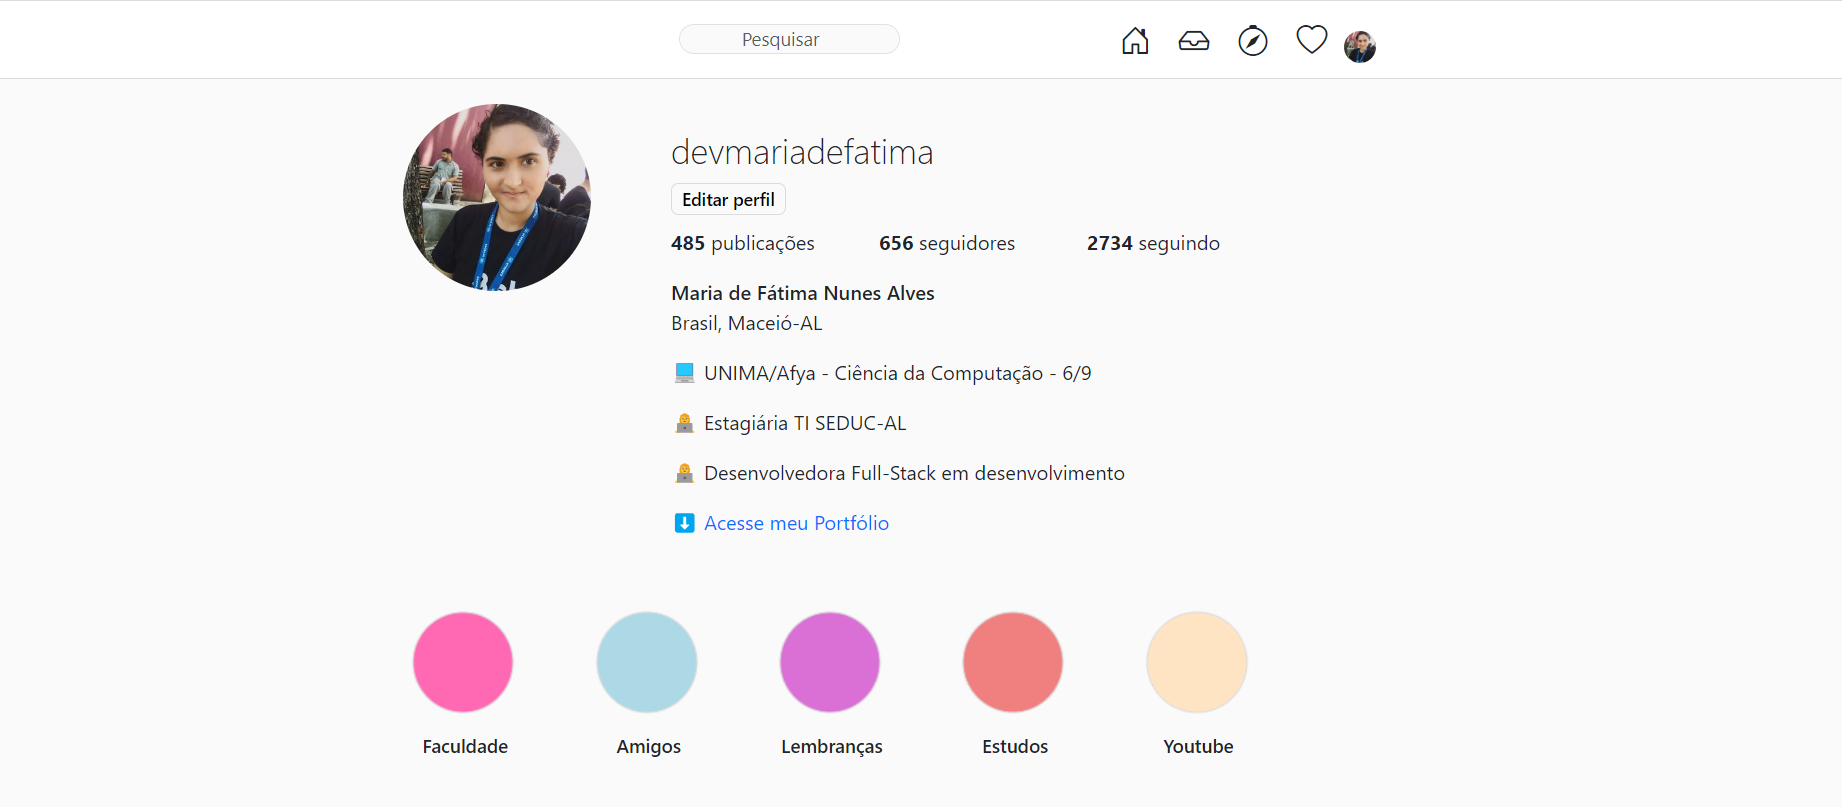 Pesquisar
devmariadefatima
Editar perfil
485 publicações 656 seguidores 2734 seguindo
Maria de Fátima Nunes Alves
Brasil, Maceió-AL
UNIMA/Afya - Ciência da Computação - 6/9
Estagiária TI SEDUC-AL
Desenvolvedora Full-Stack em desenvolvimento
Acesse meu Portfólio
Faculdade Amigos Lembranças Estudos Youtube